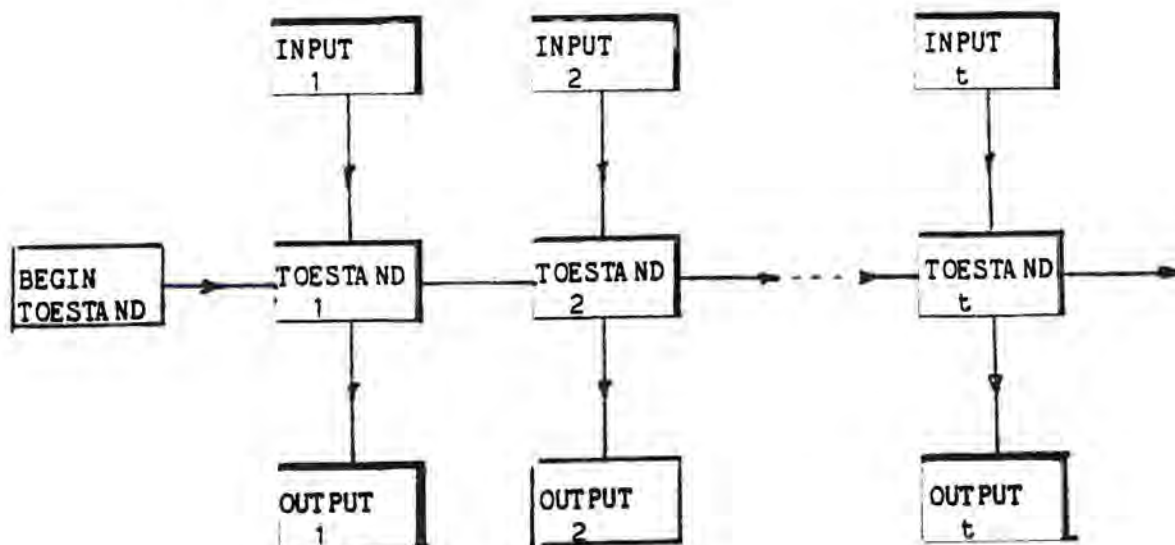 INPUT
1
INPUT
2
INPUT
t
BEGIN
TOESTAND
TOESTAND
1
TOESTAND
2
TOESTAND
t
OUTPUT
1
OUTPUT
2
OUTPUT
t